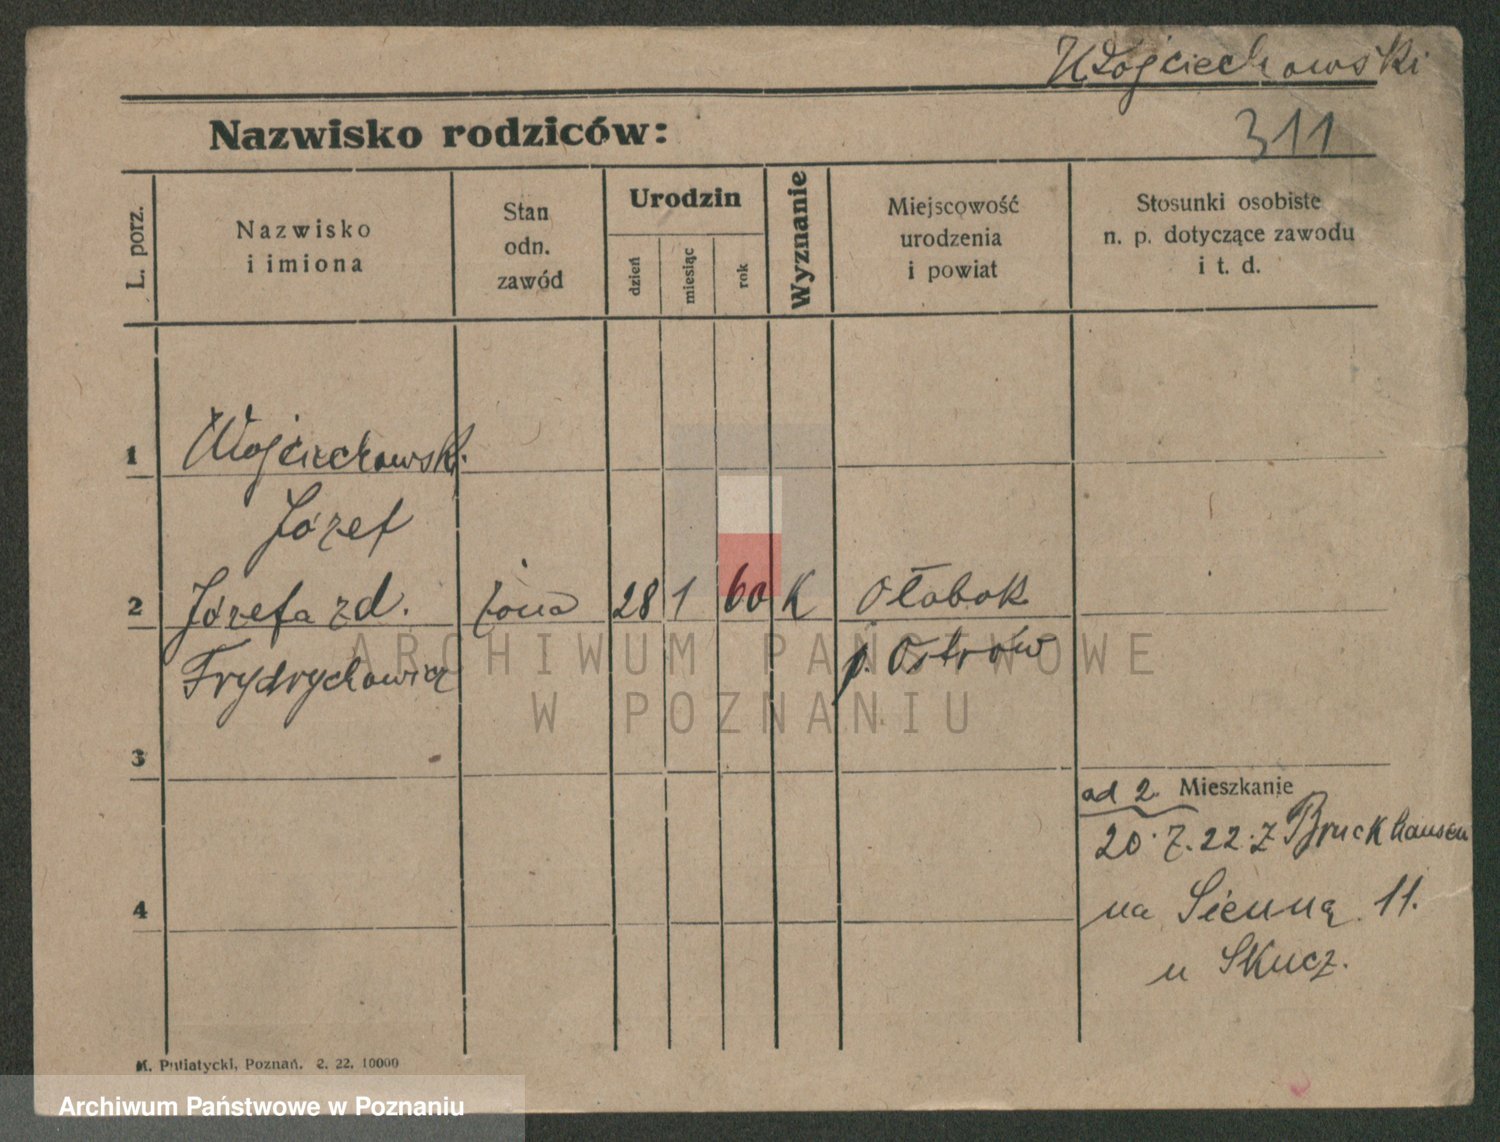 Wojciechowski
311
Nazwisko rodziców:
L. porz.
Nazwisko
i imiona
Stan
odn.
zawód
Urodzin
dzień
miesiąc
rok
Wyznanie
Miejscowość
urodzenia
i powiat
Stosunki osobiste
n. p. dotyczące zawodu
i t. d.
1 Wojciechowski
Józef
2 Józefa zd. żona 28 1 60 K Ołobok
Frydrychowicz p. Ostrów
ARCHIWUM PAŃSTWOWE
W POZNANIU
3
ad 2. Mieszkanie
20.7.22. z Bruckhausen
4 na Sienną 11.
u Skucz.
M. Putiatycki, Poznań. 2. 22. 10000
Archiwum Państwowe w Poznaniu